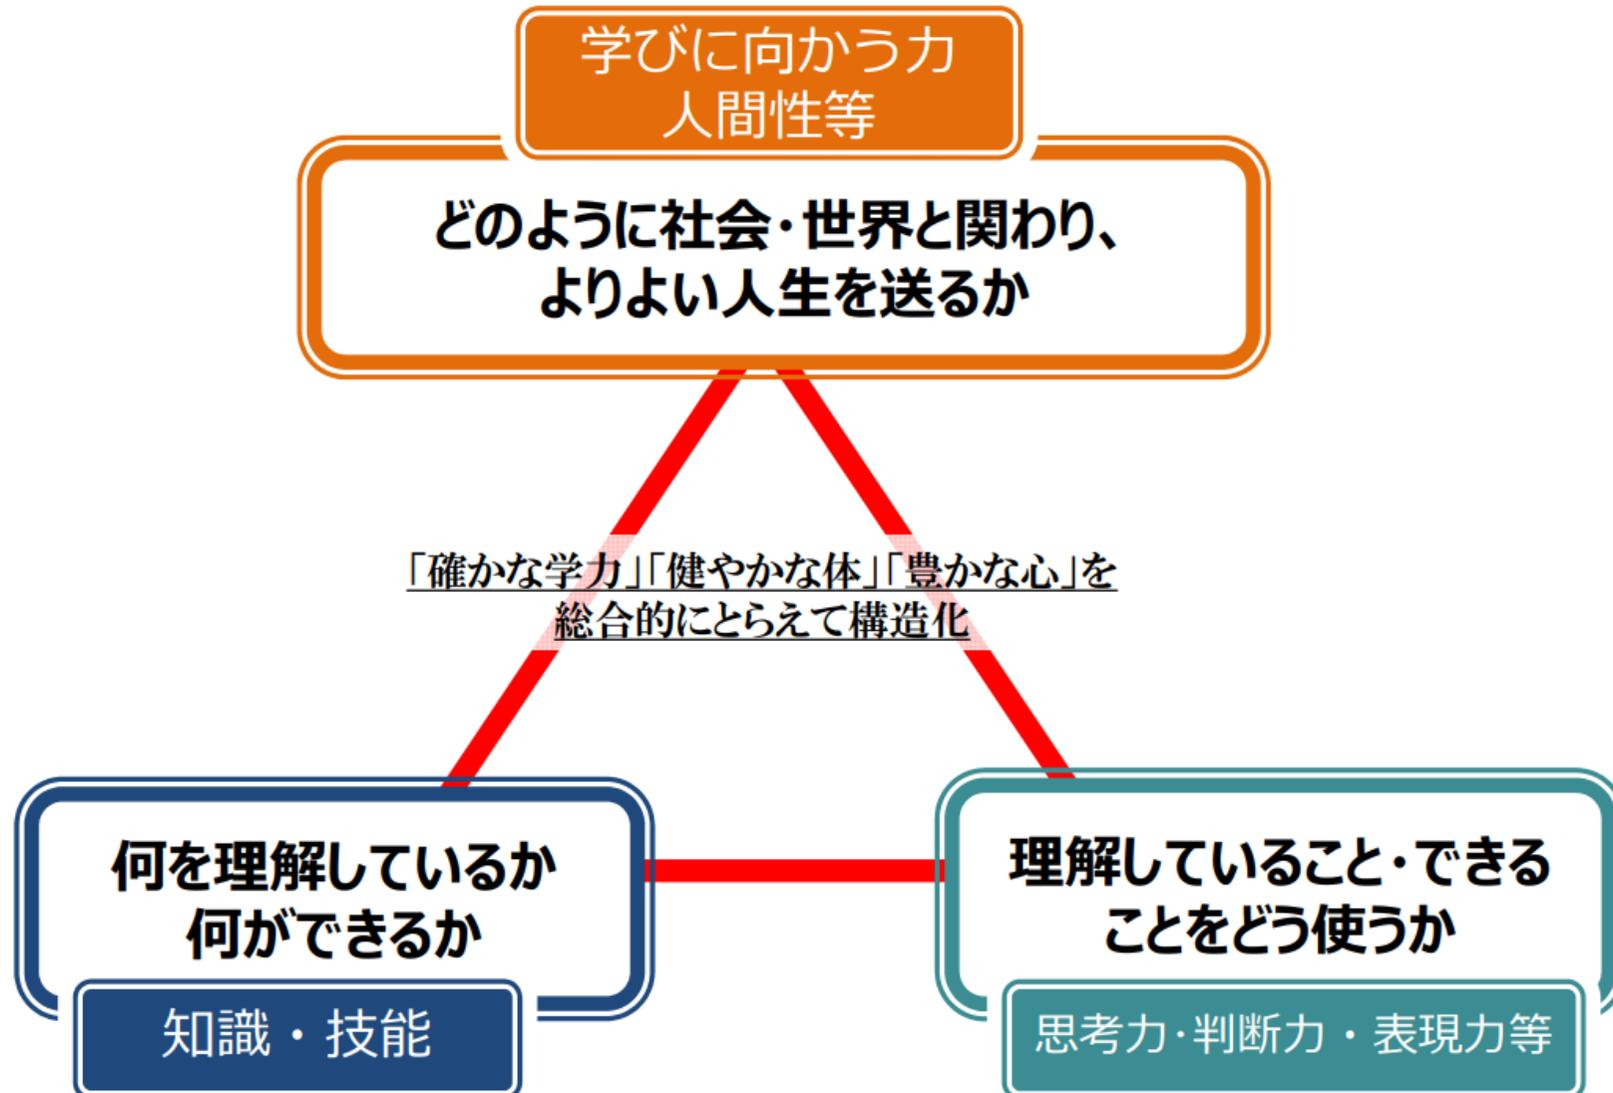 学びに向かう力
人間性等
どのように社会・世界と関わり、
よりよい人生を送るか
「確かな学力」「健やかな体」「豊かな心」を
総合的にとらえて構造化
何を理解しているか
何ができるか
知識・技能
理解していること・できる
ことをどう使うか
思考力・判断力・表現力等